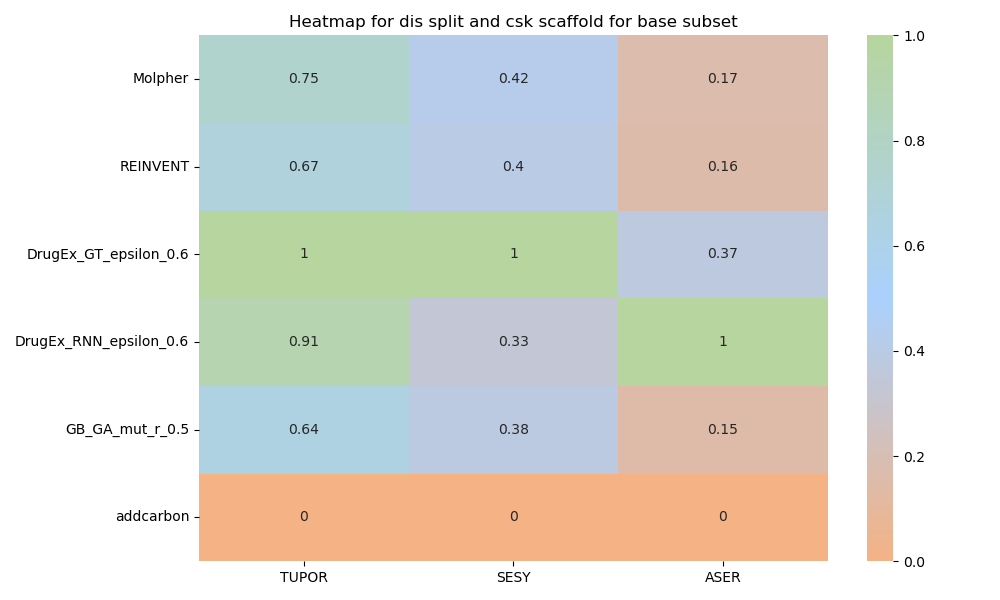 Heatmap for dis split and csk scaffold for base subset
Molpher 0.75 0.42 0.17
REINVENT 0.67 0.4 0.16
DrugEx_GT_epsilon_0.6 1 1 0.37
DrugEx_RNN_epsilon_0.6 0.91 0.33 1
GB_GA_mut_r_0.5 0.64 0.38 0.15
addcarbon 0 0 0
TUPOR SESY ASER
1.0
0.8
0.6
0.4
0.2
0.0